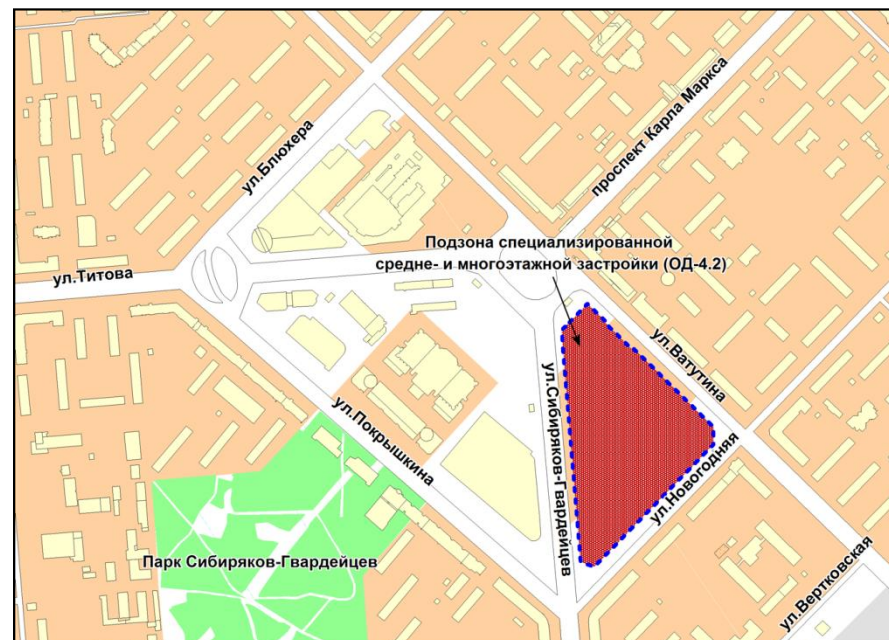 ул.Блюхера
проспект Карла Маркса
Подзона специализированной
средне- и многоэтажной застройки (ОД-4.2)
ул.Титова
ул.Ватутина
ул.Сибиряков-Гвардейцев
ул.Покрышкина
ул.Новогодняя
Парк Сибиряков-Гвардейцев
ул.Вертковская